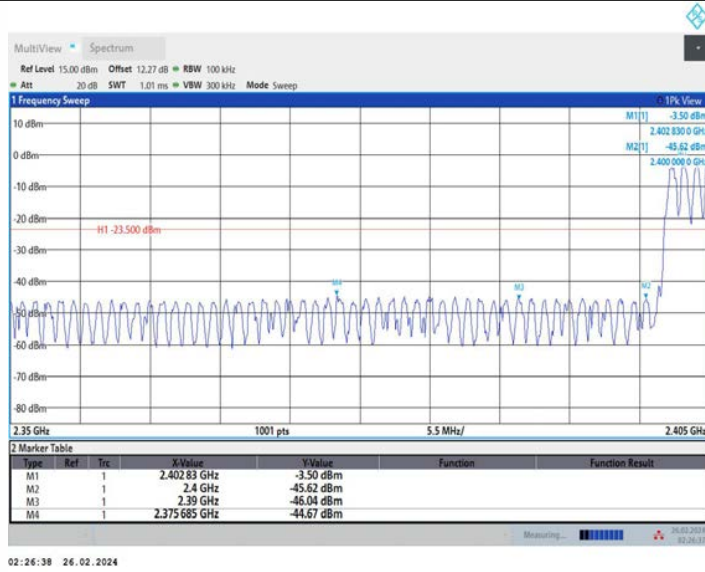 MultiView Spectrum
Ref Level 15.00 dBm Offset 12.27 dB RBW 100 kHz
Att 20 dB SWT 1.01 ms VBW 300 kHz Mode Sweep
1 Frequency Sweep 1Pk View
M1[1] -3.50 dBm
2.402 830 0 GHz
M2[1] -45.62 dBm
2.400 000 0 GHz
10 dBm
0 dBm
-10 dBm
-20 dBm
H1 -23.500 dBm
-30 dBm
-40 dBm
M4 M3 M2
-50 dBm
-60 dBm
-70 dBm
-80 dBm
2.35 GHz 1001 pts 5.5 MHz/ 2.405 GHz
2 Marker Table
Type Ref Trc X-Value Y-Value Function Function Result
M1 1 2.402 83 GHz -3.50 dBm
M2 1 2.4 GHz -45.62 dBm
M3 1 2.39 GHz -46.04 dBm
M4 1 2.375 685 GHz -44.67 dBm
Measuring... 26.02.2024
02:26:38 26.02.2024